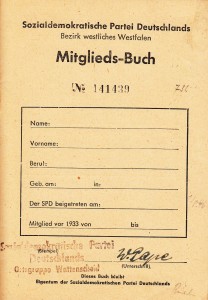 Sozialdemokratische Partei Deutschlands
Bezirk westliches Westfalen
Mitglieds-Buch
№ 141439
Name:
Vorname:
Beruf:
Geb. am: in:
Der SPD beigetreten am:
Mitglied vor 1933 von bis
Sozialdemokratische Partei
Deutschlands
Ortsgruppe Wattenscheid
(Stempel)
(Unterschrift)
Dieses Buch bleibt
Eigentum der Sozialdemokratischen Partei Deutschlands